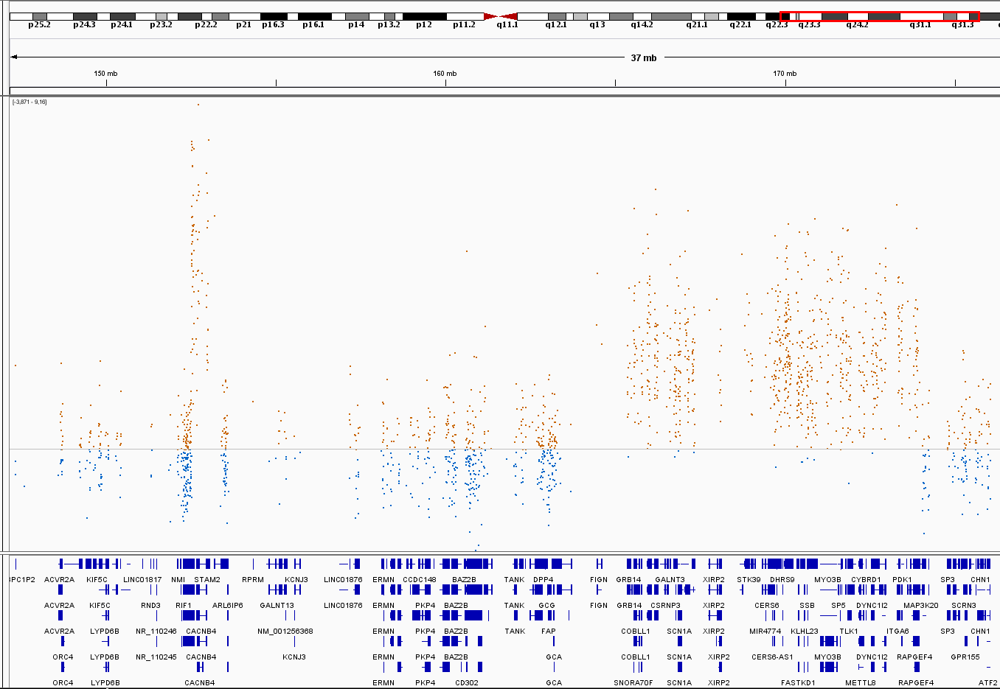 p25.2 p24.3 p24.1 p23.2 p22.2 p21 p16.3 p16.1 p14 p13.2 p12 p11.2 q11.1 q12.1 q13 q14.2 q21.1 q22.1 q22.3 q23.3 q24.2 q31.1 q31.3
37 mb
150 mb 160 mb 170 mb
[-3,871 - 9,16]
IPC1P2 ACVR2A KIF5C LINC01817 NMI STAM2 RPRM KCNJ3 LINC01876 ERMN CCDC148 BAZ2B TANK DPP4 FIGN GRB14 GALNT3 XIRP2 STK39 DHRS9 MYO3B CYBRD1 PDK1 SP3 CHN1
ACVR2A KIF5C RND3 RIF1 ARL6IP6 GALNT13 LINC01876 ERMN PKP4 BAZ2B TANK GCG FIGN GRB14 CSRNP3 XIRP2 CERS6 SSB SP5 DYNC1I2 MAP3K20 SCRN3
ACVR2A LYPD6B NR_110246 CACNB4 NM_001256368 ERMN PKP4 BAZ2B TANK FAP COBLL1 SCN1A XIRP2 MIR4774 KLHL23 TLK1 ITGA6 SP3 CHN1
ORC4 LYPD6B NR_110245 CACNB4 KCNJ3 ERMN PKP4 BAZ2B GCA COBLL1 SCN1A XIRP2 CERS6-AS1 MYO3B DYNC1I2 RAPGEF4 GPR155
ORC4 LYPD6B CACNB4 ERMN PKP4 CD302 GCA SNORA70F SCN1A XIRP2 FASTKD1 METTL8 RAPGEF4 ATF2